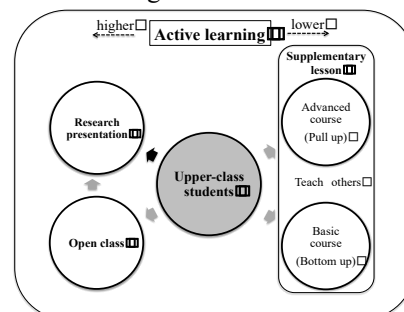 higher
lower
Active learning
Supplementary
lesson
Research
presentation
Advanced
course
(Pull up)
Upper-class
students
Teach others
Open class
Basic
course
(Bottom up)